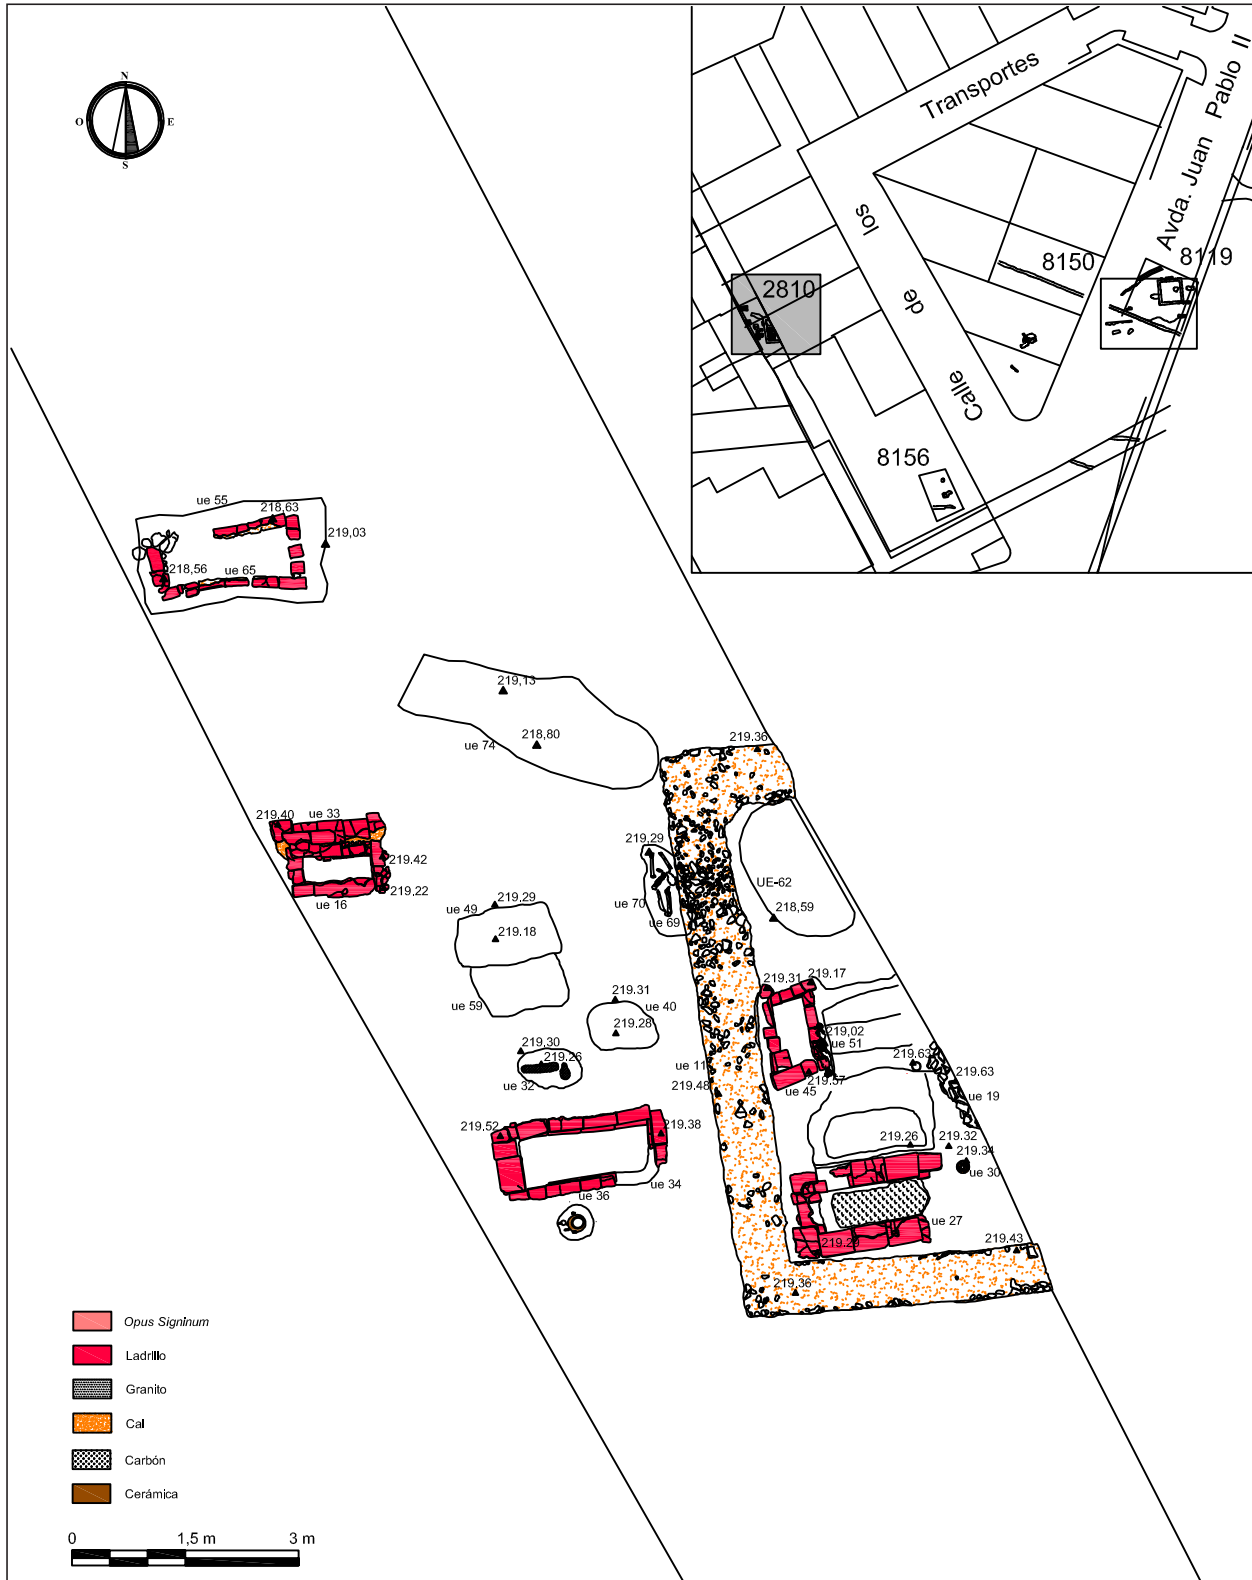 N
O
E
S
Transportes
los
de
Calle
Avda. Juan Pablo II
8150
8119
2810
8156
ue 55
218,63
219,03
218,56
ue 65
219,13
218,80
ue 74
219.36
219.40
ue 33
219.42
219.22
ue 16
219,29
UE-62
218,59
ue 70
ue 69
ue 49
219.29
219.18
ue 59
219.31
ue 40
219.28
219.31
219.17
219,02
ue 51
219,30
219.26
ue 32
ue 11
219.48
219.57
ue 45
219.63
219.63
ue 19
219.52
219.38
219.26
219.32
219.34
ue 30
ue 34
ue 36
ue 27
219.29
219.43
219,36
Opus Signinum
Ladrillo
Granito
Cal
Carbón
Cerámica
0 1,5 m 3 m